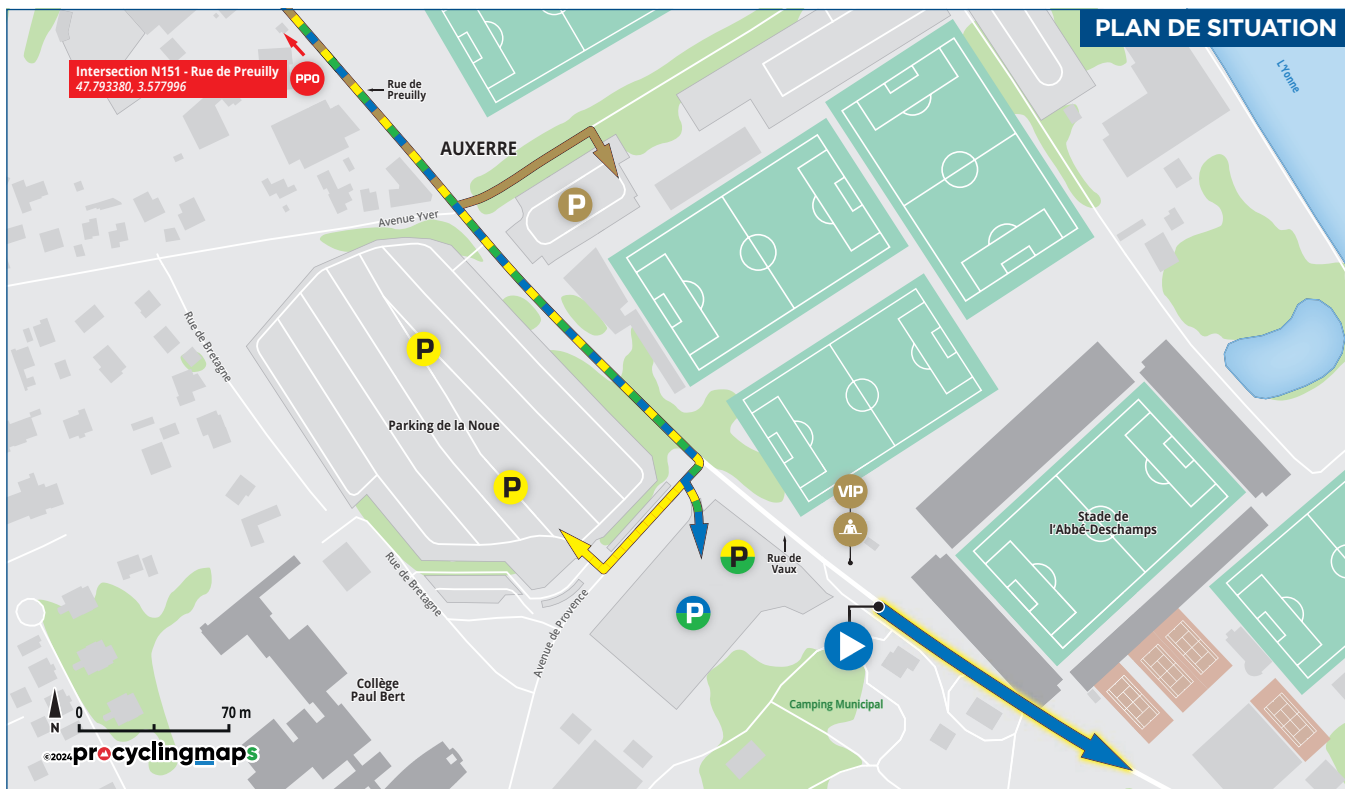 PLAN DE SITUATION
L'Yonne
Intersection N151 - Rue de Preuilly
47.793380, 3.577996
PPO
Rue de
Preuilly
AUXERRE
P
Avenue Yver
Rue de Bretagne
P
Parking de la Noue
P
VIP
Stade de
l'Abbé-Deschamps
P
Rue de
Vaux
Rue de Bretagne
Avenue de Provence
P
Collège
Paul Bert
Camping Municipal
N
0 70 m
©2024 procyclingmaps